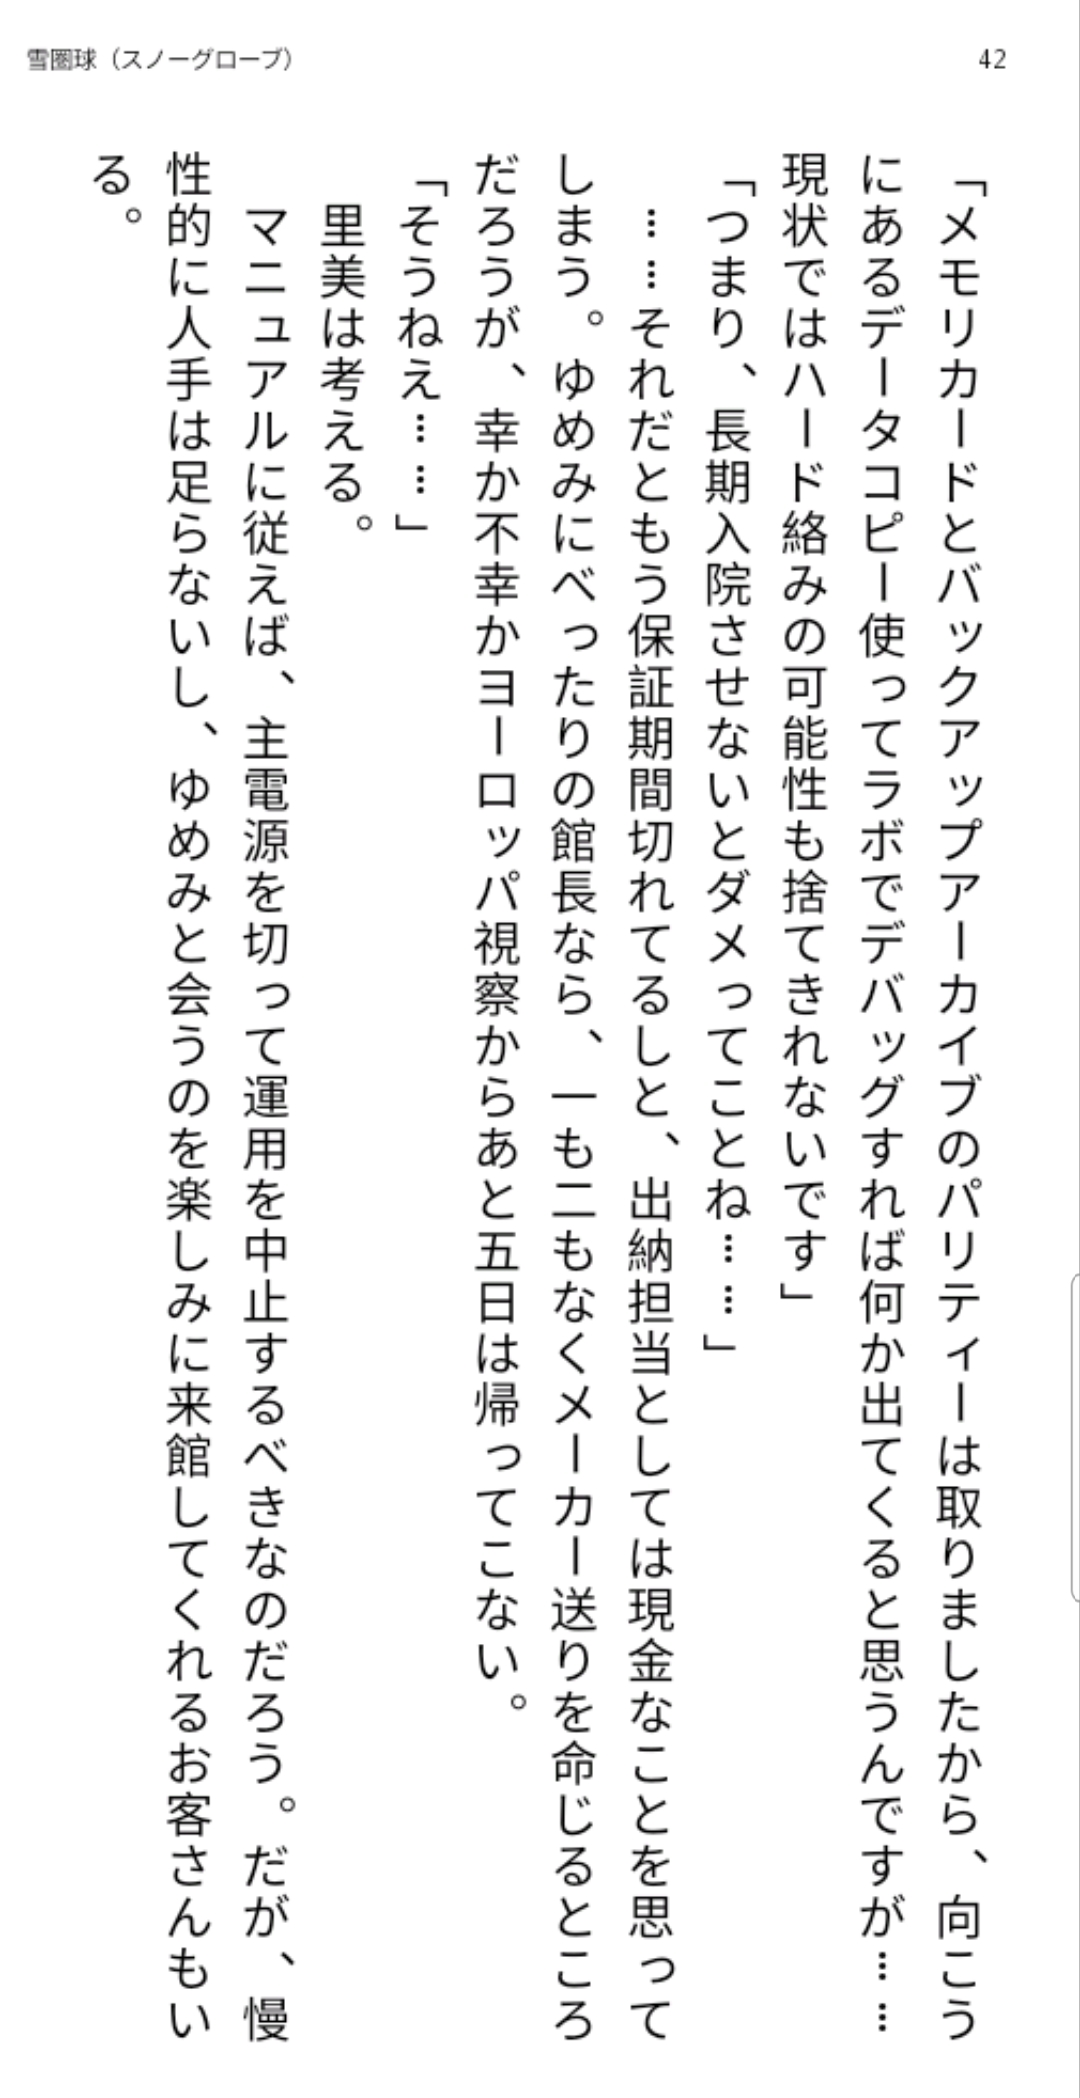 雪圏球（スノーグローブ）
42
「メモリカードとバックアップアーカイブのパリティーは取りましたから、向こう
にあるデータコピー使ってラボでデバッグすれば何か出てくると思うんですが……
現状ではハード絡みの可能性も捨てきれないです」
「つまり、長期入院させないとダメってことね……」
　……それだともう保証期間切れてるしと、出納担当としては現金なことを思って
しまう。ゆめみにべったりの館長なら、一も二もなくメーカー送りを命じるところ
だろうが、幸か不幸かヨーロッパ視察からあと五日は帰ってこない。
「そうねえ……」
　里美は考える。
　マニュアルに従えば、主電源を切って運用を中止するべきなのだろう。だが、慢
性的に人手は足らないし、ゆめみと会うのを楽しみに来館してくれるお客さんもい
る。